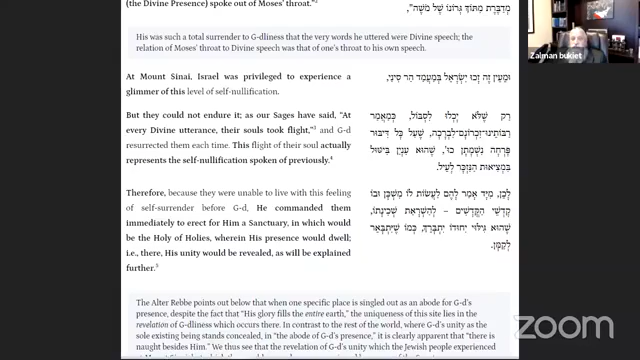 (the Divine Presence) spoke out of Moses' throat."
His was such a total surrender to G-dliness that the very words he uttered were Divine speech; the
relation of Moses' throat to Divine speech was that of one's throat to his own speech.
At Mount Sinai, Israel was privileged to experience a
glimmer of this level of self-nullification.
But they could not endure it; as our Sages have said, "At
every Divine utterance, their souls took flight,"³ and G-d
resurrected them each time. This flight of their soul actually
represents the self-nullification spoken of previously.⁴
Therefore, because they were unable to live with this feeling
of self-surrender before G-d, He commanded them
immediately to erect for Him a Sanctuary, in which would
be the Holy of Holies, wherein His presence would dwell;
i.e., there, His unity would be revealed, as will be explained
further.⁵
מְדַבֶּרֶת מִתּוֹךְ גְּרוֹנוֹ שֶׁל מֹשֶׁה",
וּמֵעֵין זֶה זָכוּ יִשְׂרָאֵל בְּמַעֲמַד הַר סִינַי,
רַק שֶׁלֹּא יָכְלוּ לִסְבּוֹל, כְּמַאֲמַר
רַבּוֹתֵינוּ־זִכְרוֹנָם־לִבְרָכָה, שֶׁעַל כָּל דִּיבּוּר
פָּרְחָה נִשְׁמָתָן כוּ', שֶׁהוּא עִנְיַן בִּיטּוּל
בִּמְצִיאוּת הַנִּזְכָּר לְעֵיל.
לָכֵן, מִיָּד אָמַר לָהֶם לַעֲשׂוֹת לוֹ מִשְׁכָּן וּבוֹ
קׇדְשֵׁי הַקֳּדָשִׁים – לְהַשְׁרָאַת שְׁכִינָתוֹ,
שֶׁהוּא גִּילּוּי יִחוּדוֹ יִתְבָּרֵךְ, כְּמוֹ שֶׁיִּתְבָּאֵר
לְקַמָּן.
The Alter Rebbe points out below that when one specific place is singled out as an abode for G-d's
presence, despite the fact that "His glory fills the entire earth," the uniqueness of this site lies in the
revelation of G-dliness which occurs there. In contrast to the rest of the world, where G-d's unity as the
sole existing being stands concealed, in "the abode of G-d's presence", it is clearly apparent that "there is
naught besides Him." We thus see that the revelation of G-d's unity which the Jewish people experienced
Zalman bukiet
zoom